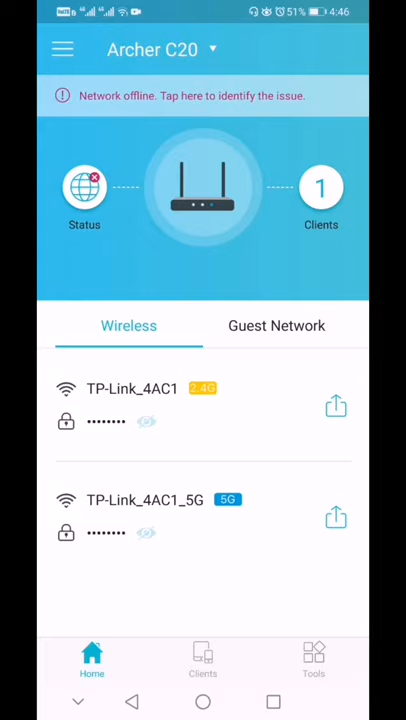 51% 4:46
Archer C20
Network offline. Tap here to identify the issue.
1
Status
Clients
Wireless
Guest Network
TP-Link_4AC1 2.4G
••••••••
TP-Link_4AC1_5G 5G
••••••••
Home
Clients
Tools